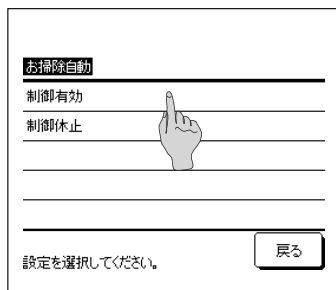 お掃除自動
制御有効
制御休止
設定を選択してください。
戻る